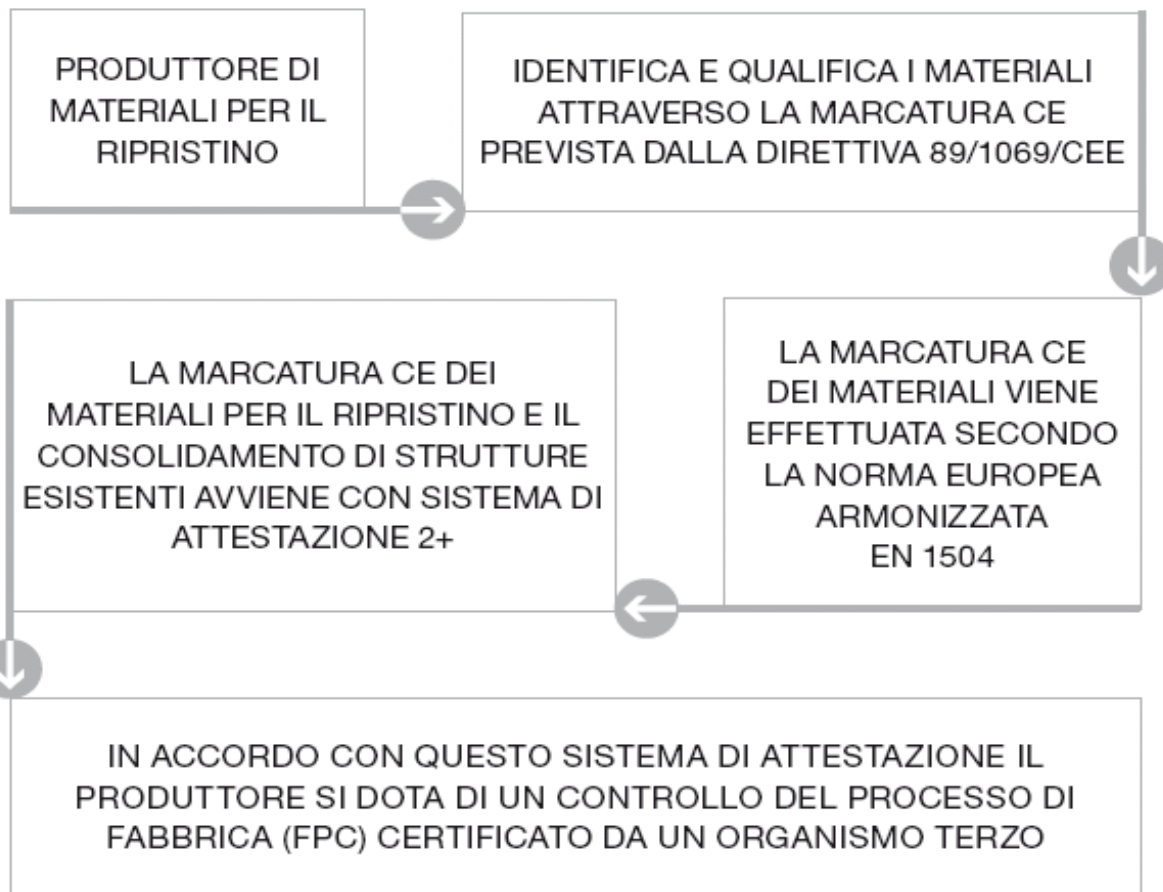 PRODUTTORE DI
MATERIALI PER IL
RIPRISTINO
IDENTIFICA E QUALIFICA I MATERIALI
ATTRAVERSO LA MARCATURA CE
PREVISTA DALLA DIRETTIVA 89/1069/CEE
LA MARCATURA CE
DEI MATERIALI VIENE
EFFETTUATA SECONDO
LA NORMA EUROPEA
ARMONIZZATA
EN 1504
LA MARCATURA CE DEI
MATERIALI PER IL RIPRISTINO E IL
CONSOLIDAMENTO DI STRUTTURE
ESISTENTI AVVIENE CON SISTEMA DI
ATTESTAZIONE 2+
IN ACCORDO CON QUESTO SISTEMA DI ATTESTAZIONE IL
PRODUTTORE SI DOTA DI UN CONTROLLO DEL PROCESSO DI
FABBRICA (FPC) CERTIFICATO DA UN ORGANISMO TERZO